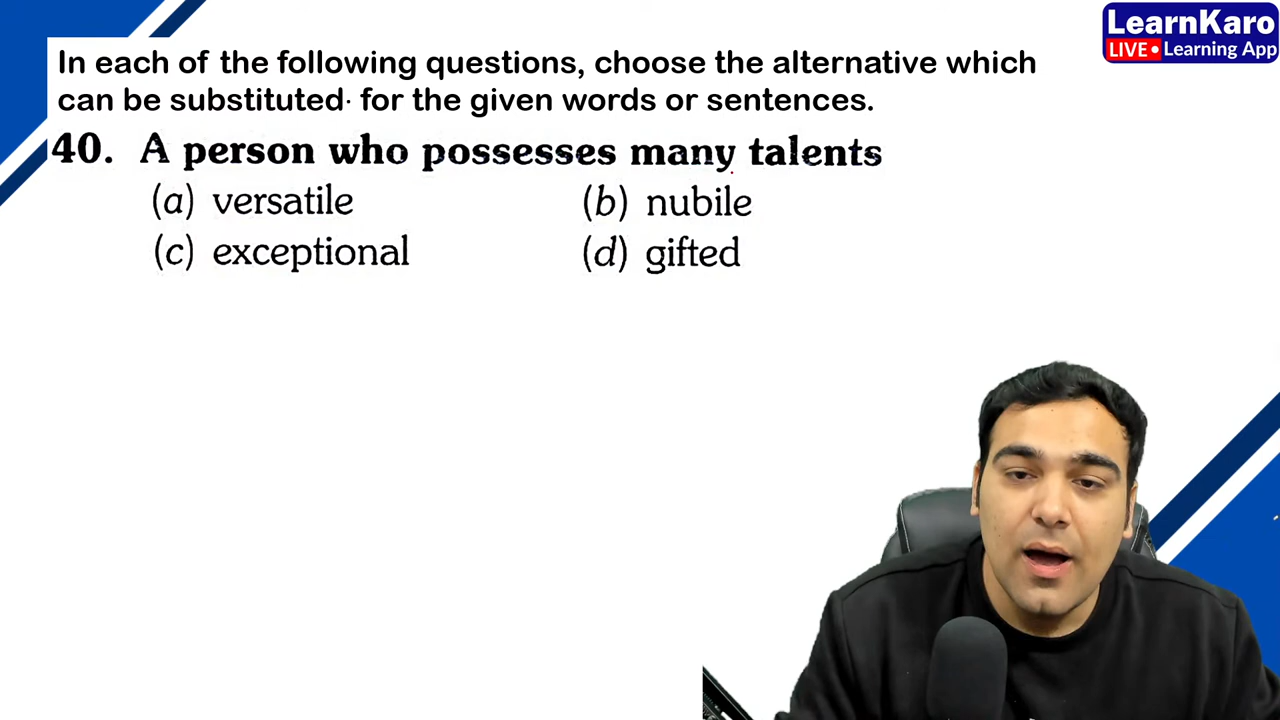 LearnKaro
LIVE • Learning App
In each of the following questions, choose the alternative which
can be substituted· for the given words or sentences.
40. A person who possesses many talents
(a) versatile (b) nubile
(c) exceptional (d) gifted